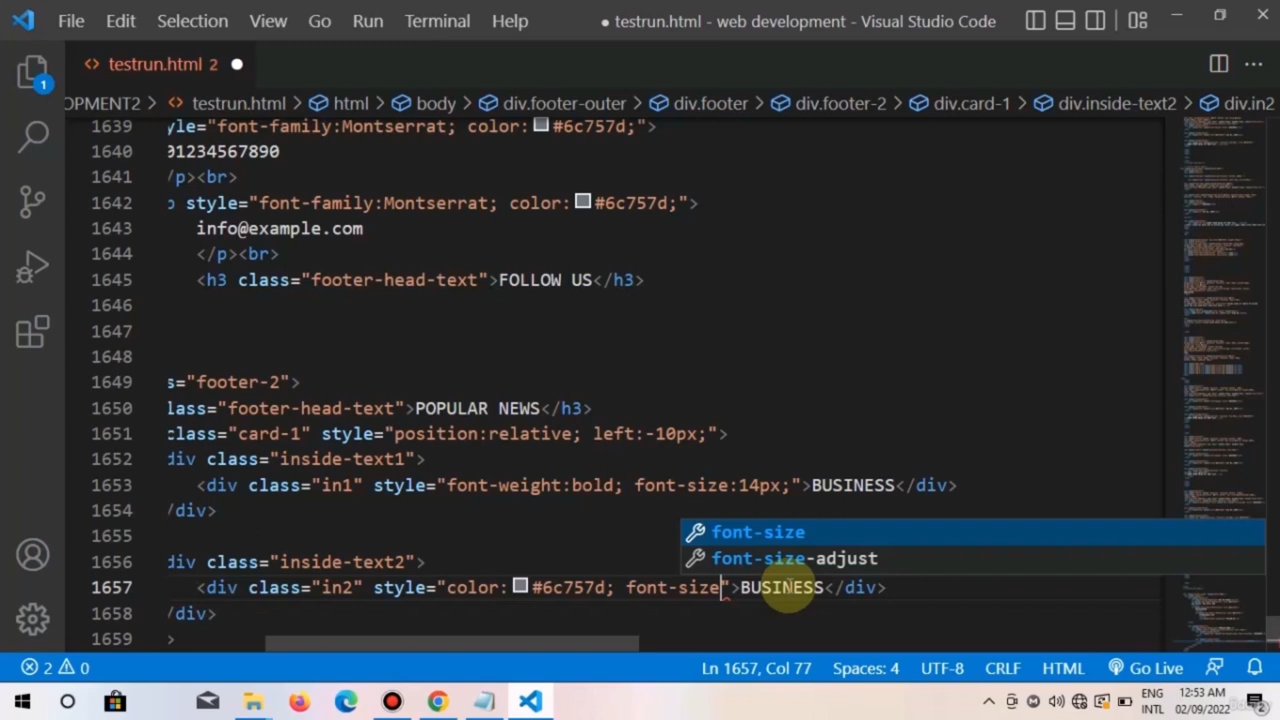 File Edit Selection View Go Run Terminal Help ● testrun.html - web development - Visual Studio Code
testrun.html 2
OPMENT2 > testrun.html > html > body > div.footer-outer > div.footer > div.footer-2 > div.card-1 > div.inside-text2 > div.in2
1639 yle="font-family:Montserrat; color: #6c757d;">
1640 01234567890
1641 /p><br>
1642 p style="font-family:Montserrat; color: #6c757d;">
1643 info@example.com
1644 </p><br>
1645 <h3 class="footer-head-text">FOLLOW US</h3>
1646
1647
1648
1649 s="footer-2">
1650 lass="footer-head-text">POPULAR NEWS</h3>
1651 class="card-1" style="position:relative; left:-10px;">
1652 div class="inside-text1">
1653 <div class="in1" style="font-weight:bold; font-size:14px;">BUSINESS</div>
1654 /div>
1655
font-size
1656 div class="inside-text2">
font-size-adjust
1657 <div class="in2" style="color: #6c757d; font-size">BUSINESS</div>
1658 /div>
1659 >
1
2 0 Ln 1657, Col 77 Spaces: 4 UTF-8 CRLF HTML Go Live
ENG 12:53 AM
INTL 02/09/2022 2